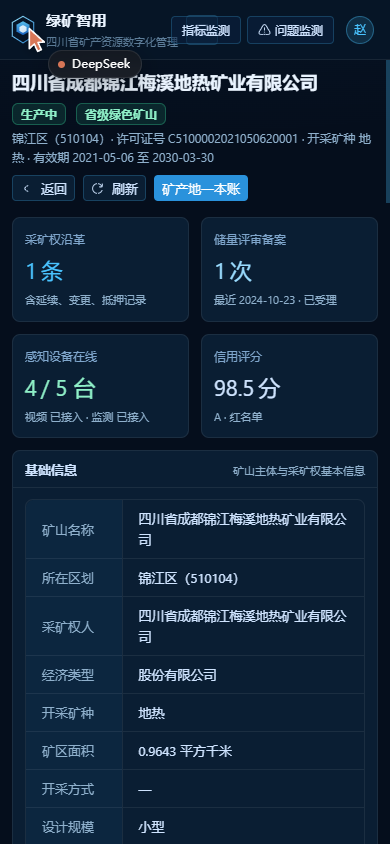 绿矿智用
四川省矿产资源数字化管理
指标监测
问题监测
赵
DeepSeek
四川省成都锦江梅溪地热矿业有限公司
生产中
省级绿色矿山
锦江区（510104）· 许可证号 C5100002021050620001 · 开采矿种 地
热 · 有效期 2021-05-06 至 2030-03-30
返回
刷新
矿产地一本账
采矿权沿革
1 条
含延续、变更、抵押记录
储量评审备案
1 次
最近 2024-10-23 · 已受理
感知设备在线
4 / 5 台
视频 已接入 · 监测 已接入
信用评分
98.5 分
A · 红名单
基础信息
矿山主体与采矿权基本信息
矿山名称
四川省成都锦江梅溪地热矿业有限公
司
所在区划
锦江区（510104）
采矿权人
四川省成都锦江梅溪地热矿业有限公
司
经济类型
股份有限公司
开采矿种
地热
矿区面积
0.9643 平方千米
开采方式
—
设计规模
小型